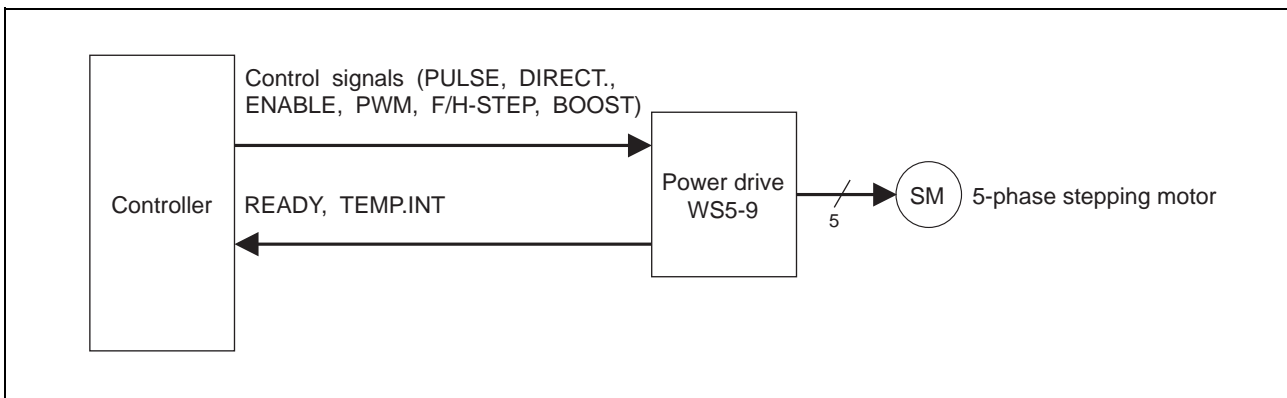 Control signals (PULSE, DIRECT.,
ENABLE, PWM, F/H-STEP, BOOST)
Controller
READY, TEMP.INT
Power drive
WS5-9
5
SM
5-phase stepping motor